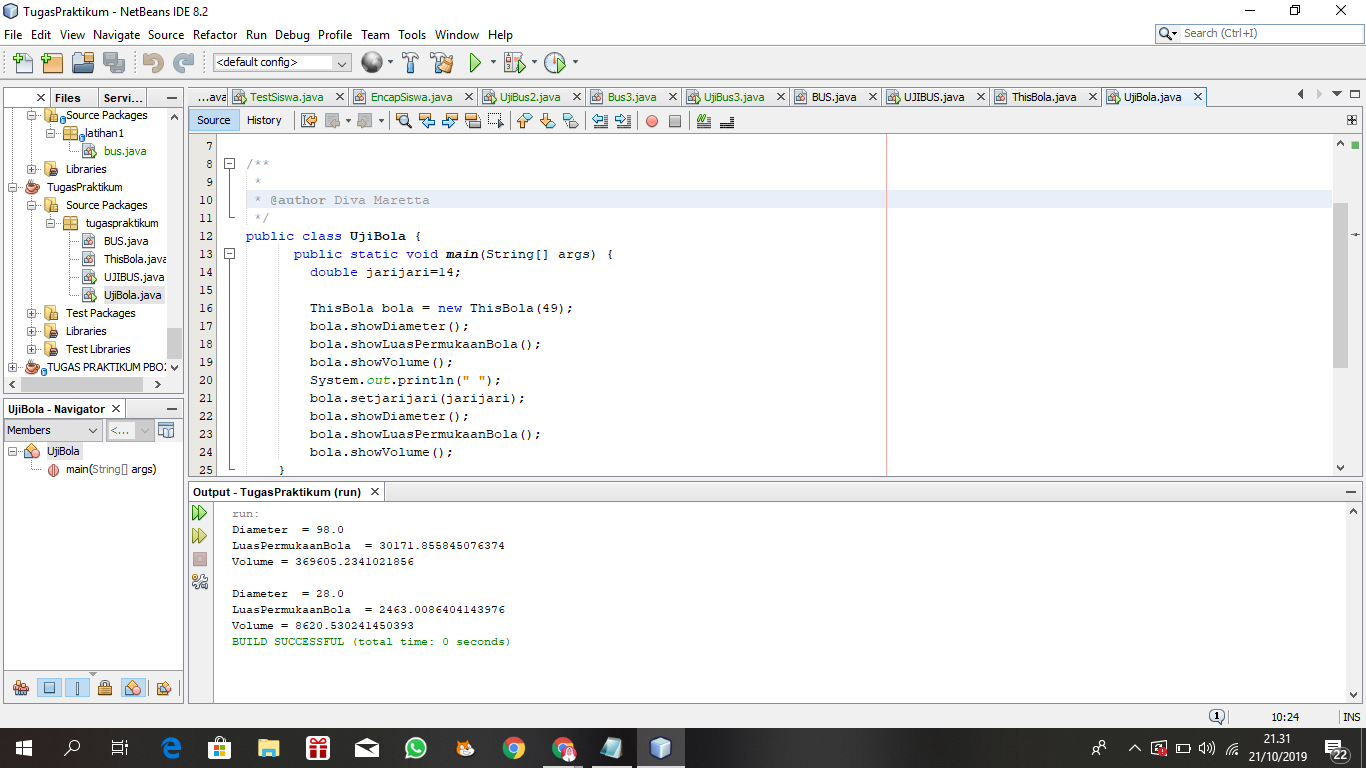 TugasPraktikum - NetBeans IDE 8.2
File Edit View Navigate Source Refactor Run Debug Profile Team Tools Window Help
Search (Ctrl+I)
<default config>
Files Servi...
...ava TestSiswa.java EncapSiswa.java UjiBus2.java Bus3.java UjiBus3.java BUS.java UJIBUS.java ThisBola.java UjiBola.java
Source History
Source Packages
latihan1
bus.java
Libraries
TugasPraktikum
Source Packages
tugaspraktikum
BUS.java
ThisBola.java
UJIBUS.java
UjiBola.java
Test Packages
Libraries
Test Libraries
TUGAS PRAKTIKUM PBO2
UjiBola - Navigator
Members <...
UjiBola
main(String[] args)
7
8 /**
9 *
10 * @author Diva Maretta
11 */
12 public class UjiBola {
13 public static void main(String[] args) {
14 double jarijari=14;
15
16 ThisBola bola = new ThisBola(49);
17 bola.showDiameter();
18 bola.showLuasPermukaanBola();
19 bola.showVolume();
20 System.out.println(" ");
21 bola.setjarijari(jarijari);
22 bola.showDiameter();
23 bola.showLuasPermukaanBola();
24 bola.showVolume();
25 }
Output - TugasPraktikum (run)
run:
Diameter = 98.0
LuasPermukaanBola = 30171.855845076374
Volume = 369605.2341021856
Diameter = 28.0
LuasPermukaanBola = 2463.0086404143976
Volume = 8620.530241450393
BUILD SUCCESSFUL (total time: 0 seconds)
1 10:24 INS
21.31
21/10/2019
22